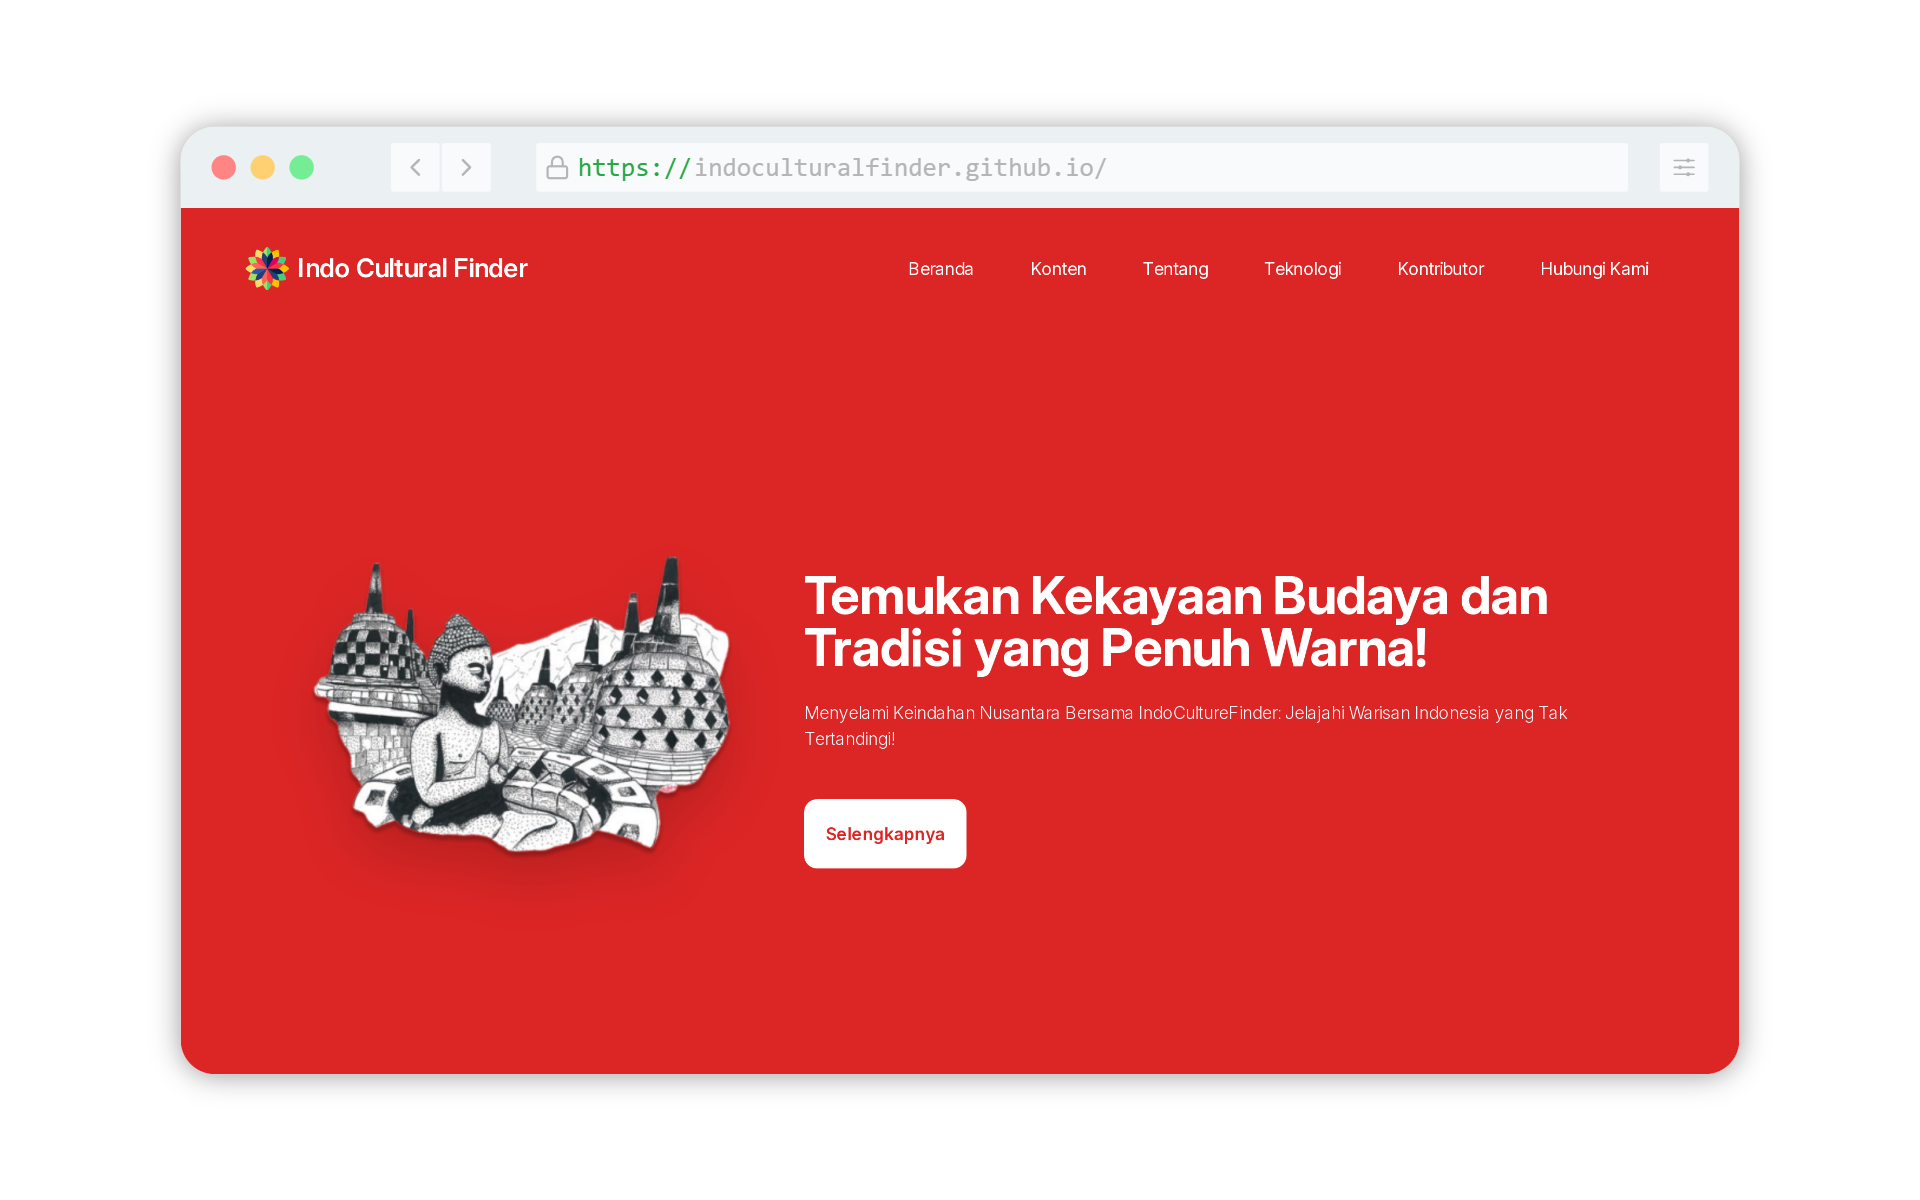 https://indoculturalfinder.github.io/
Indo Cultural Finder
Beranda
Konten
Tentang
Teknologi
Kontributor
Hubungi Kami
Temukan Kekayaan Budaya dan
Tradisi yang Penuh Warna!
Menyelami Keindahan Nusantara Bersama IndoCultureFinder: Jelajahi Warisan Indonesia yang Tak
Tertandingi!
Selengkapnya